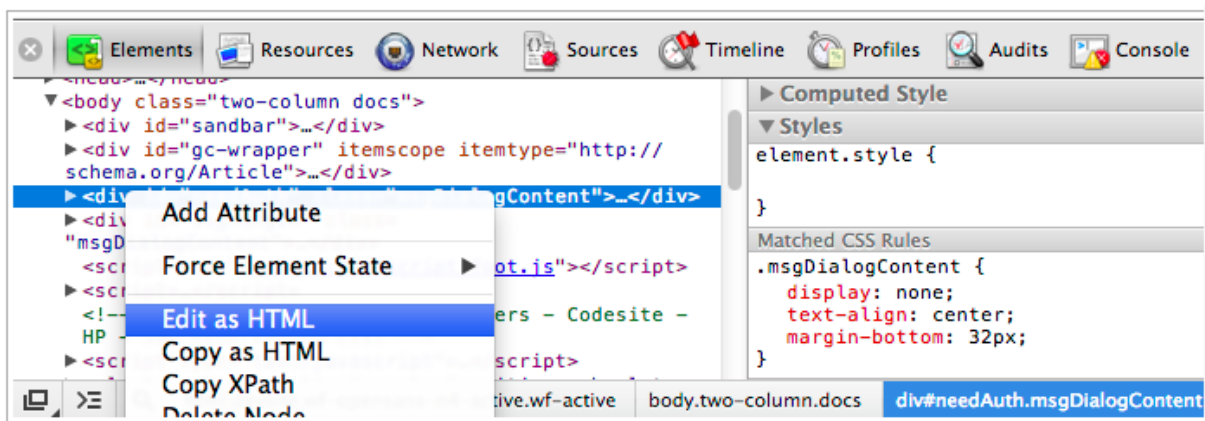 Elements Resources Network Sources Timeline Profiles Audits Console
<head>…</head>
<body class="two-column docs">
<div id="sandbar">…</div>
<div id="gc-wrapper" itemscope itemtype="http://
schema.org/Article">…</div>
<div gContent">…</div>
<div
"msgD
<scr ot.js"></script>
<scr
<!-- ers - Codesite -
HP -
<scr script>
Add Attribute
Force Element State
Edit as HTML
Copy as HTML
Copy XPath
Delete Node
Computed Style
Styles
element.style {
}
Matched CSS Rules
.msgDialogContent {
display: none;
text-align: center;
margin-bottom: 32px;
}
tive.wf-active body.two-column.docs div#needAuth.msgDialogContent